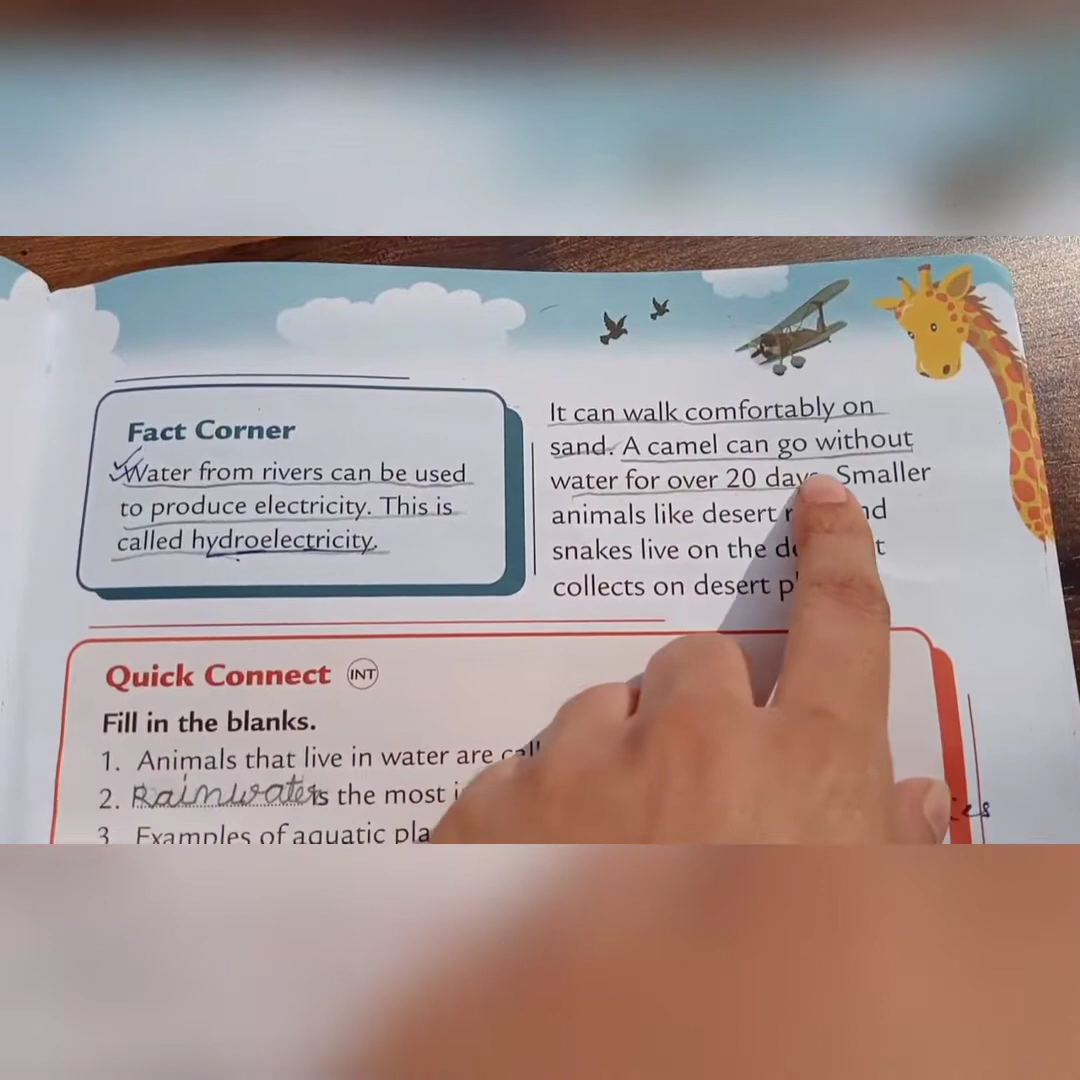 Fact Corner
Water from rivers can be used
to produce electricity. This is
called hydroelectricity.
It can walk comfortably on
sand. A camel can go without
water for over 20 days. Smaller
animals like desert
snakes live on the
collects on desert
Quick Connect INT
Fill in the blanks.
1. Animals that live in water are
2. Rainwater is the most
3. Examples of aquatic